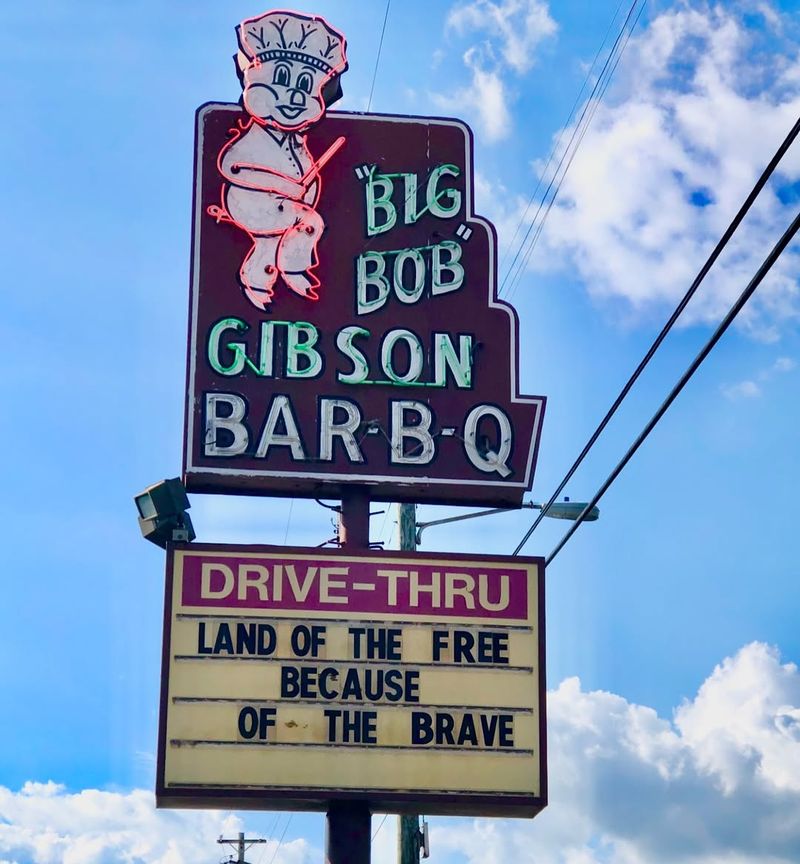 "BIG
BOB"
GIBSON
BAR-B-Q
DRIVE-THRU
LAND OF THE FREE
BECAUSE
OF THE BRAVE